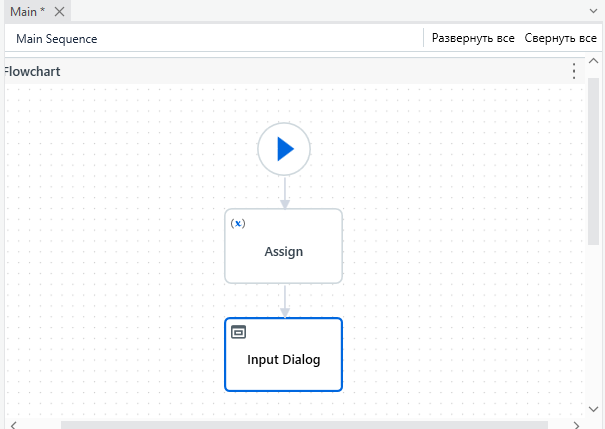 Main *
Main Sequence
Развернуть все Свернуть все
Flowchart
(x)
Assign
Input Dialog